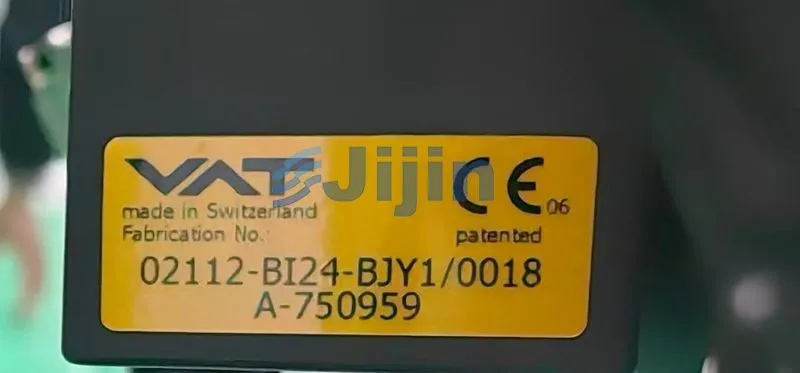 VAT
Jijin
CE 06
made in Switzerland
Fabrication No.:
patented
02112-BI24-BJY1/0018
A-750959